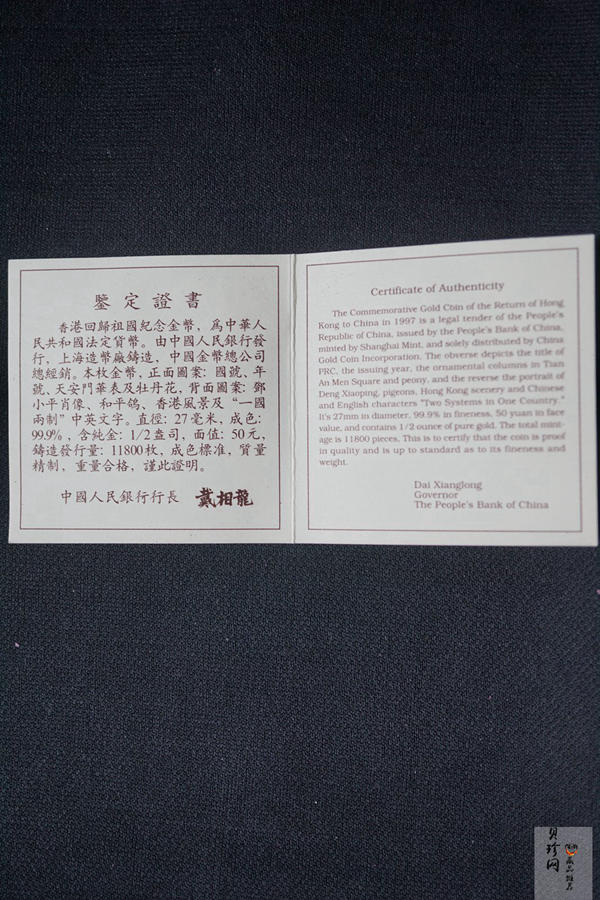 鑒定證書
香港回歸祖國紀念金幣，爲中華人
民共和國法定貨幣。由中國人民銀行發
行，上海造幣廠鑄造，中國金幣總公司
總經銷。本枚金幣，正面圖案：國號、年
號、天安門華表及牡丹花，背面圖案：鄧
小平肖像、和平鴿、香港風景及“一國
兩制”中英文字。直徑：27毫米，成色：
99.9%，含純金：1/2盎司，面值：50元，
鑄造發行量：11800枚，成色標准，質量
精制，重量合格，謹此證明。
中國人民銀行行長 戴相龍
Certificate of Authenticity
The Commemorative Gold Coin of the Return of Hong
Kong to China in 1997 is a legal tender of the People's
Republic of China, issued by the People's Bank of China,
minted by Shanghai Mint, and solely distributed by China
Gold Coin Incorporation. The obverse depicts the title of
PRC, the issuing year, the ornamental columns in Tian
An Men Square and peony, and the reverse the portrait of
Deng Xiaoping, pigeons, Hong Kong scenery and Chinese
and English characters "Two Systems in One Country."
It's 27mm in diameter, 99.9% in fineness, 50 yuan in face
value, and contains 1/2 ounce of pure gold. The total mint-
age is 11800 pieces. This is to certify that the coin is proof
in quality and is up to standard as to its fineness and
weight.
Dai Xianglong
Governor
The People's Bank of China
貝珍网